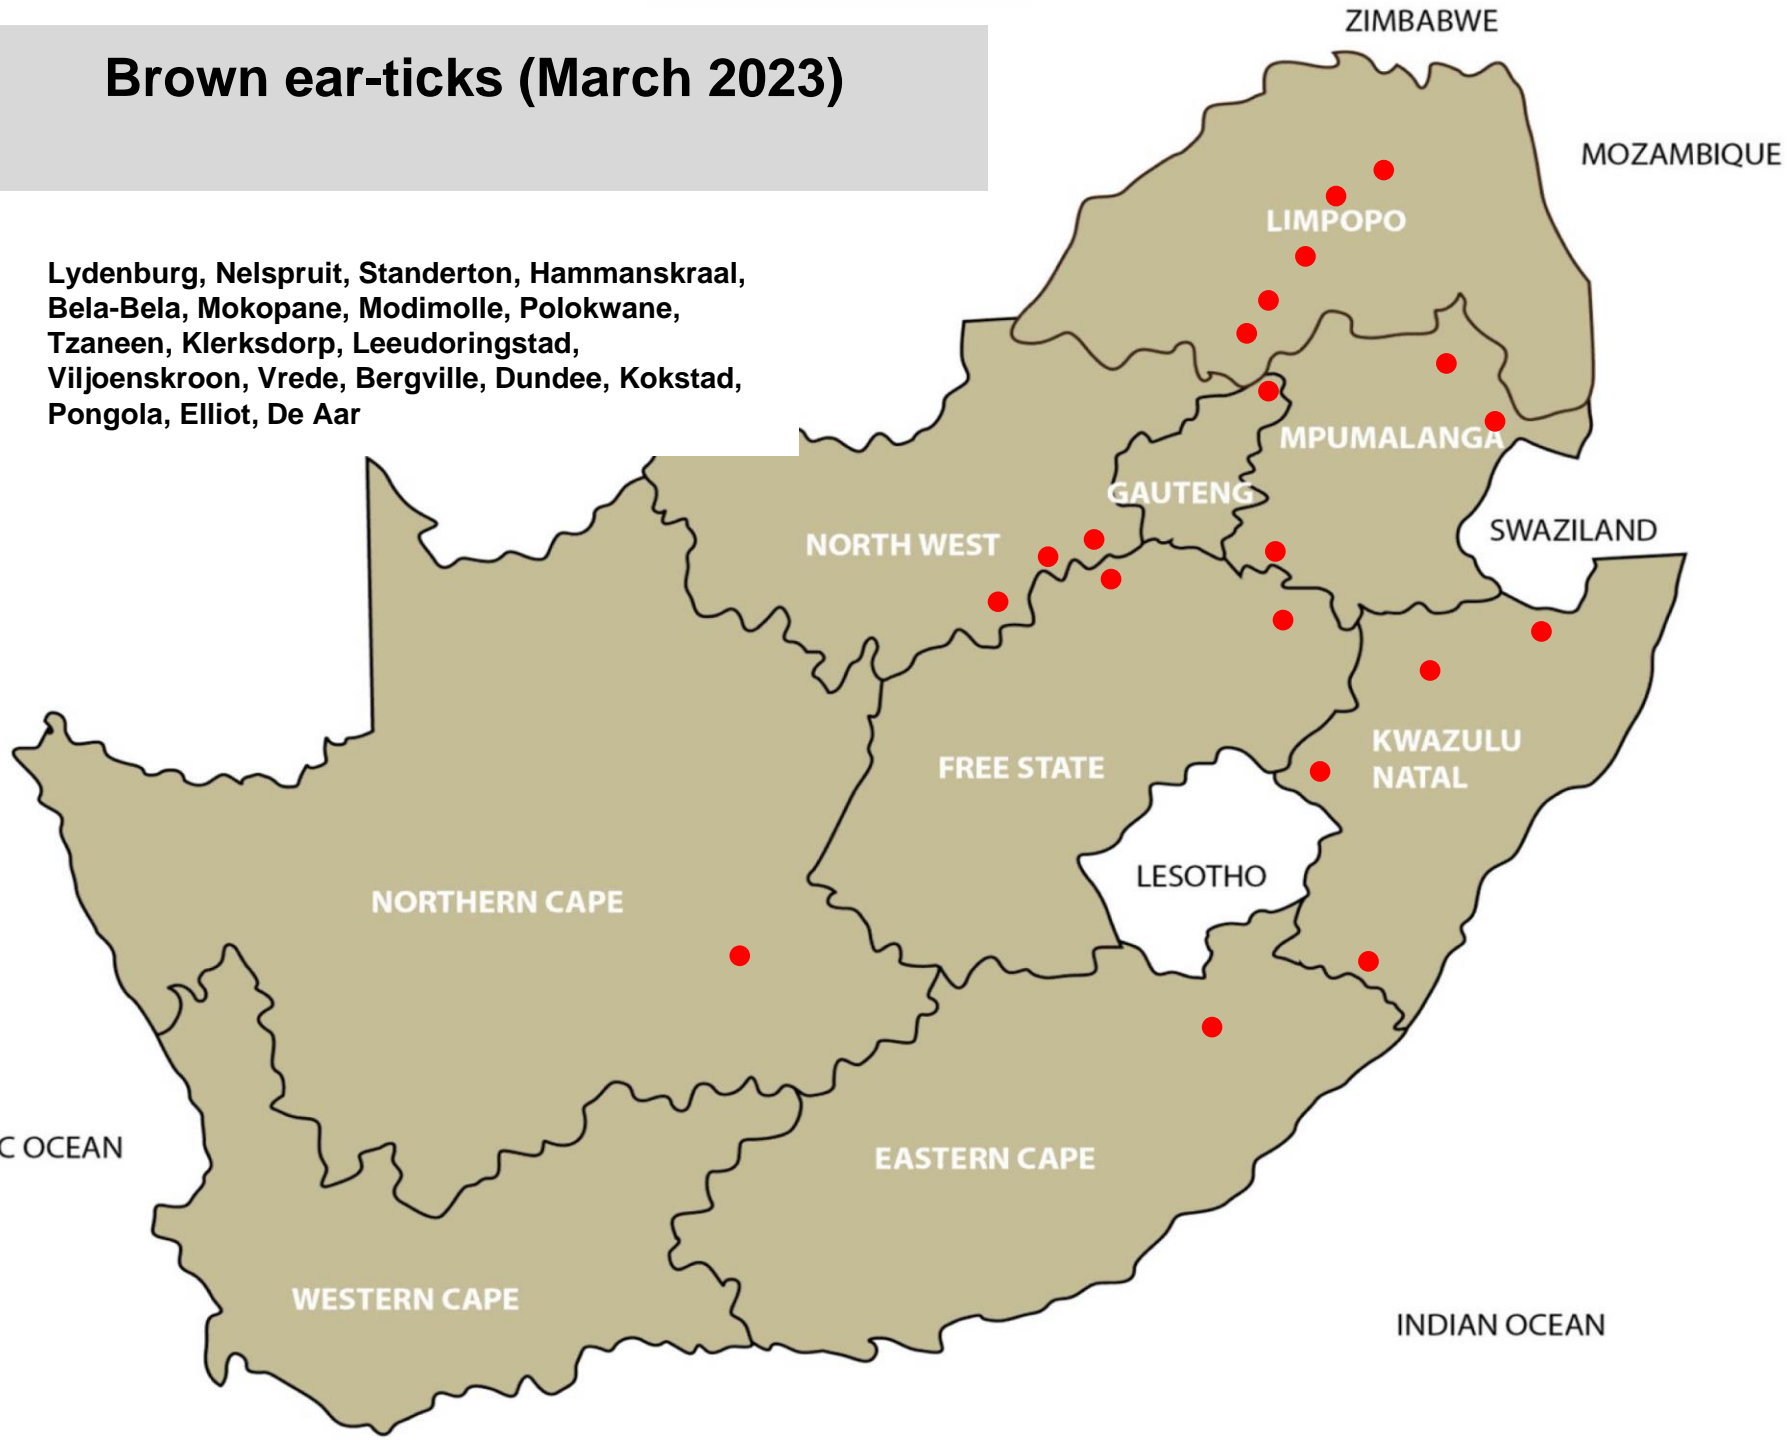 ZIMBABWE
Brown ear-ticks (March 2023)
MOZAMBIQUE
LIMPOPO
Lydenburg, Nelspruit, Standerton, Hammanskraal,
Bela-Bela, Mokopane, Modimolle, Polokwane,
Tzaneen, Klerksdorp, Leeudoringstad,
Viljoenskroon, Vrede, Bergville, Dundee, Kokstad,
Pongola, Elliot, De Aar
MPUMALANGA
GAUTENG
SWAZILAND
NORTH WEST
KWAZULU
NATAL
FREE STATE
LESOTHO
NORTHERN CAPE
C OCEAN
EASTERN CAPE
WESTERN CAPE
INDIAN OCEAN